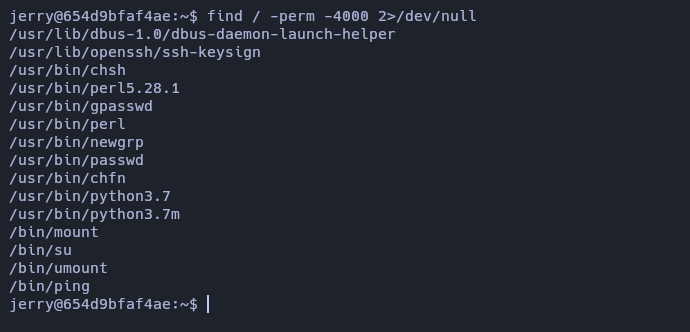 jerry@654d9bfaf4ae:~$ find / -perm -4000 2>/dev/null
/usr/lib/dbus-1.0/dbus-daemon-launch-helper
/usr/lib/openssh/ssh-keysign
/usr/bin/chsh
/usr/bin/perl5.28.1
/usr/bin/gpasswd
/usr/bin/perl
/usr/bin/newgrp
/usr/bin/passwd
/usr/bin/chfn
/usr/bin/python3.7
/usr/bin/python3.7m
/bin/mount
/bin/su
/bin/umount
/bin/ping
jerry@654d9bfaf4ae:~$